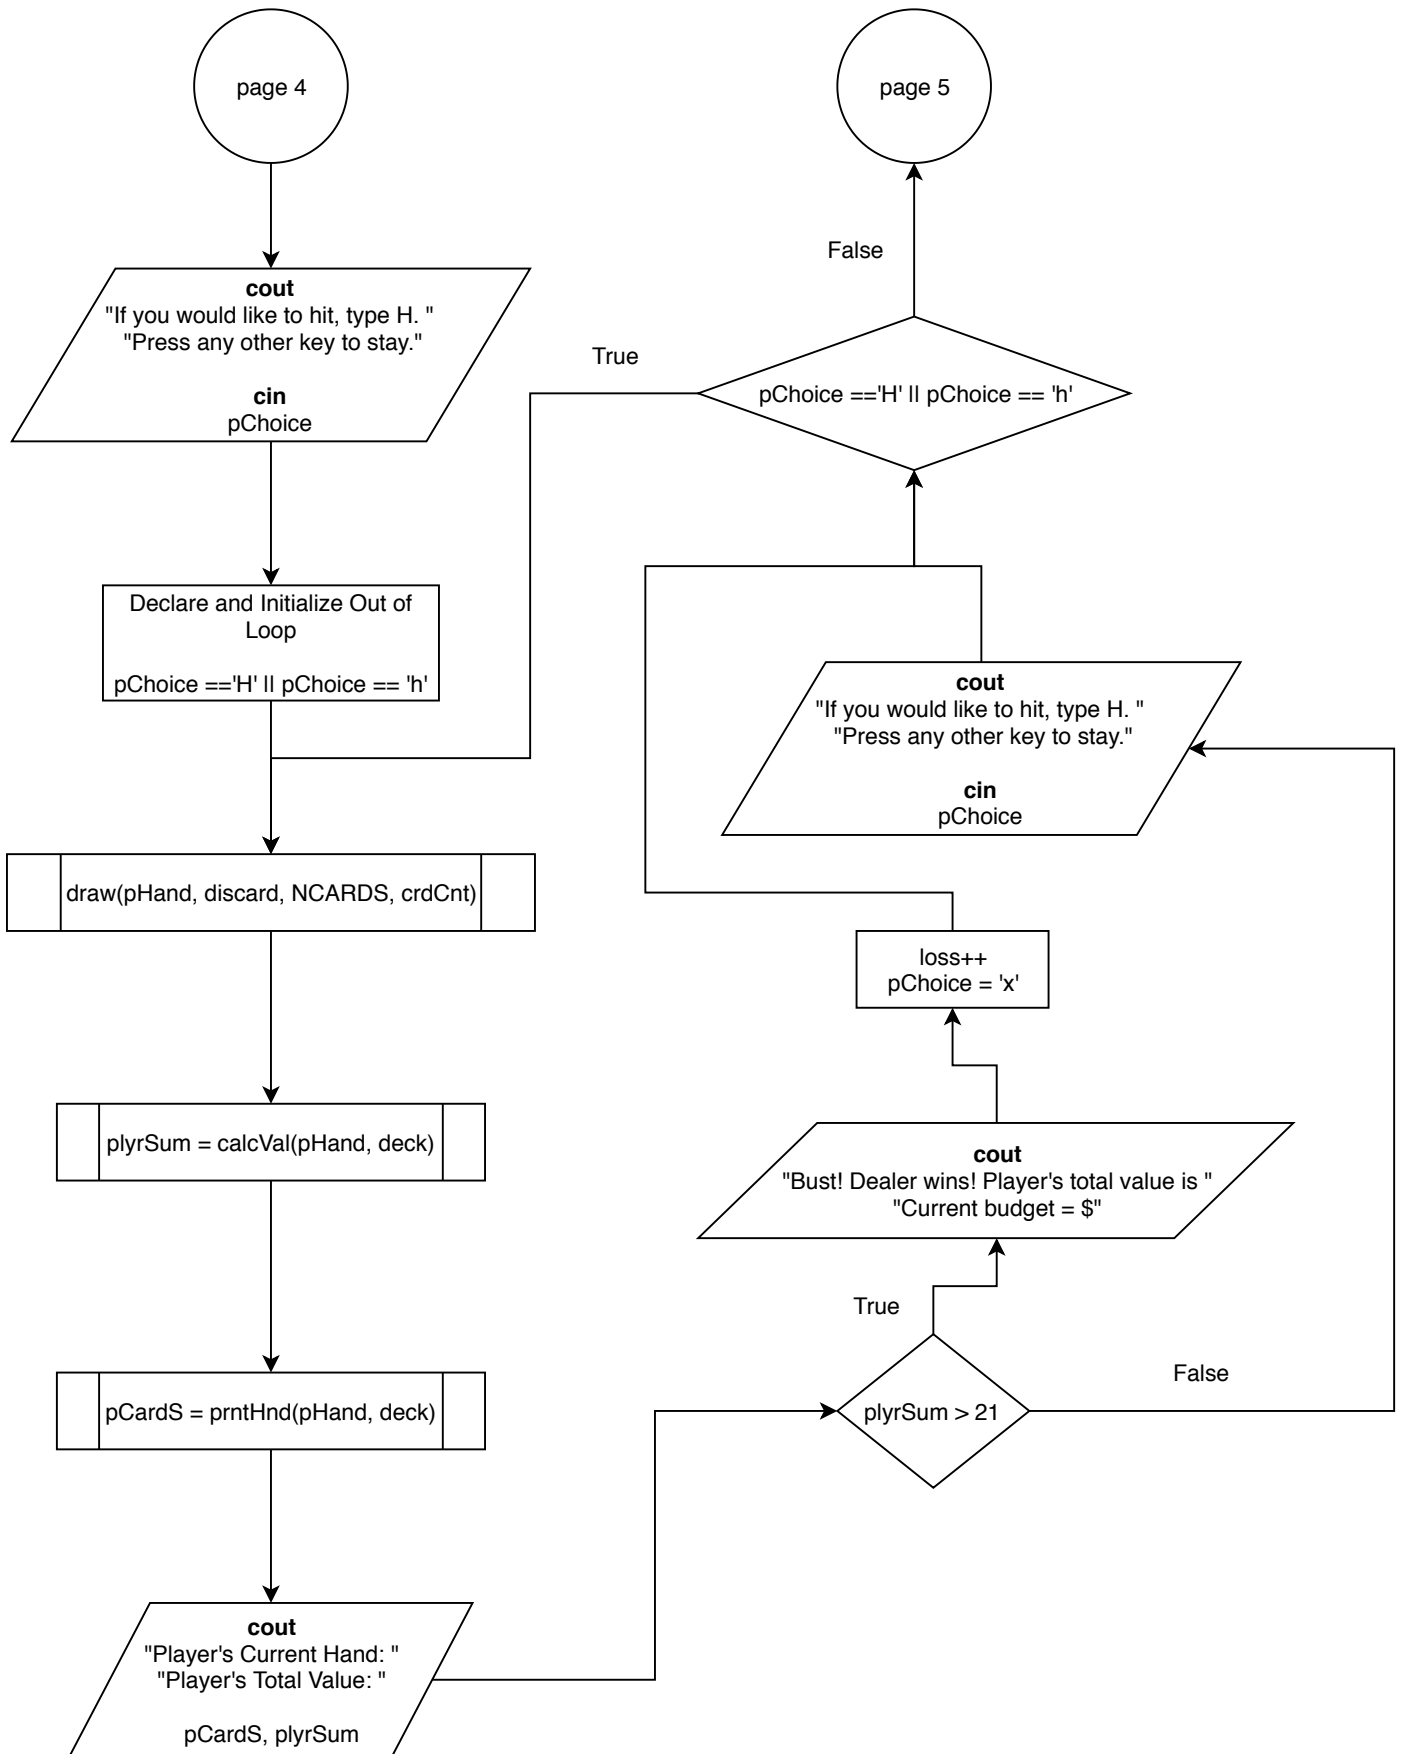 page 4
cout
"If you would like to hit, type H. "
"Press any other key to stay."
cin
pChoice
Declare and Initialize Out of
Loop
pChoice =='H' || pChoice == 'h'
draw(pHand, discard, NCARDS, crdCnt)
plyrSum = calcVal(pHand, deck)
pCardS = prntHnd(pHand, deck)
cout
"Player's Current Hand: "
"Player's Total Value: "
pCardS, plyrSum
plyrSum > 21
True
False
cout
"Bust! Dealer wins! Player's total value is "
"Current budget = $"
loss++
pChoice = 'x'
cout
"If you would like to hit, type H. "
"Press any other key to stay."
cin
pChoice
pChoice =='H' || pChoice == 'h'
True
False
page 5